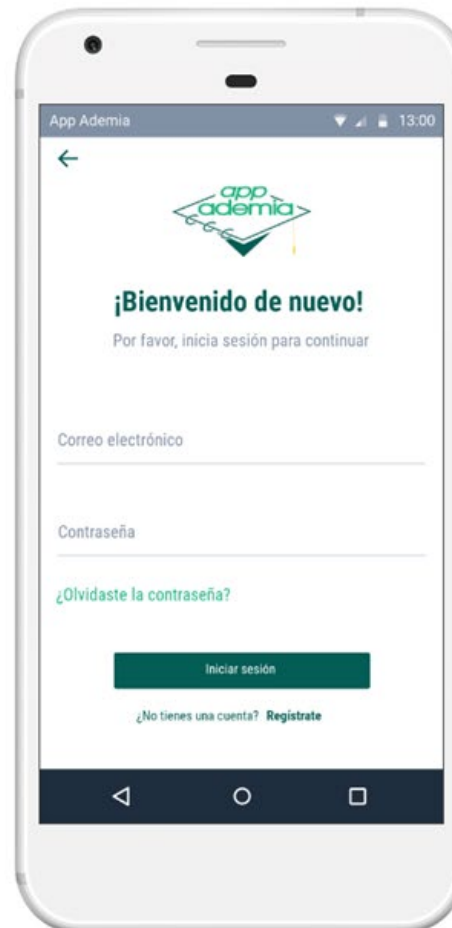 App Ademia 13:00
app
ademia
¡Bienvenido de nuevo!
Por favor, inicia sesión para continuar
Correo electrónico
Contraseña
¿Olvidaste la contraseña?
Iniciar sesión
¿No tienes una cuenta? Regístrate